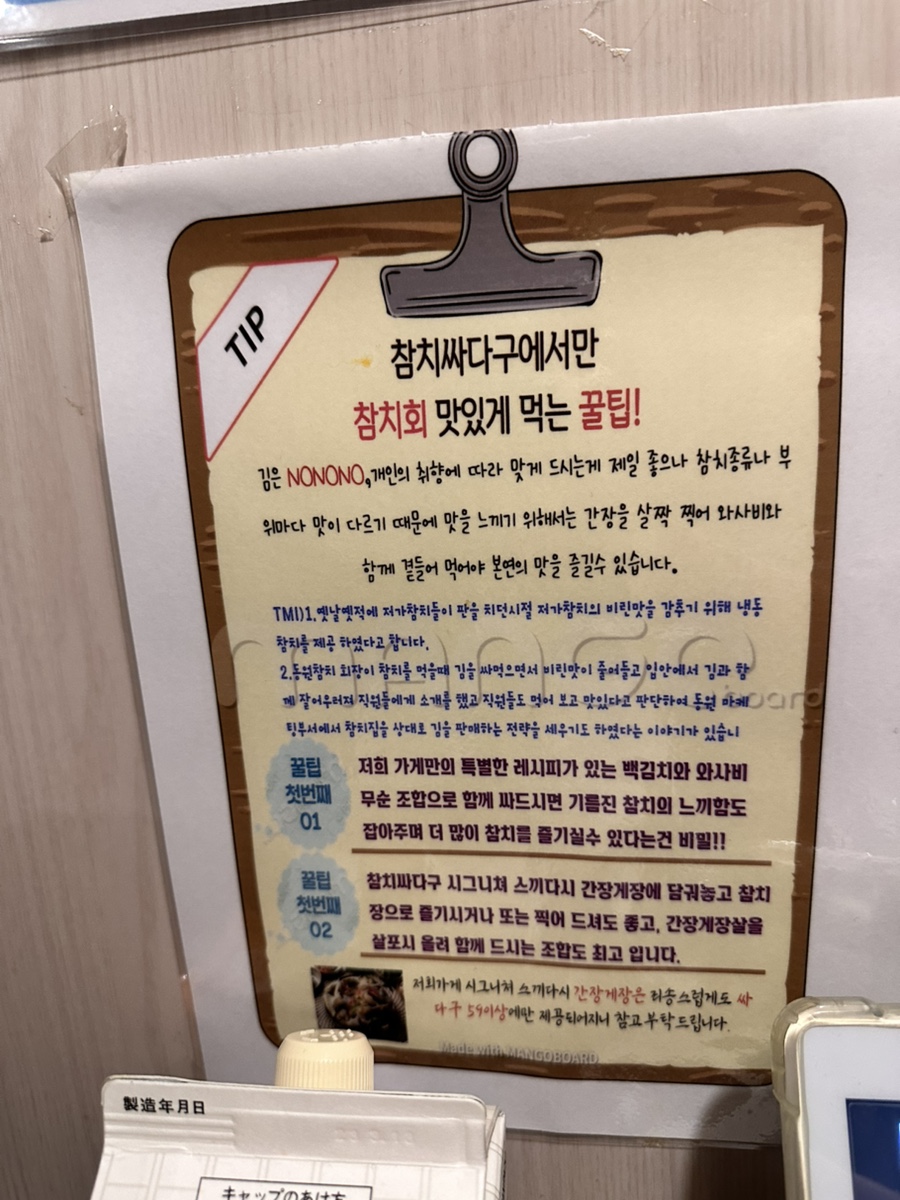 TIP
참치싸다구에서만
참치회 맛있게 먹는 꿀팁!
김은 NONONO,개인의 취향에 따라 맞게 드시는게 제일 좋으나 참치종류나 부
위마다 맛이 다르기 때문에 맛을 느끼기 위해서는 간장을 살짝 찍어 와사비와
함께 곁들어 먹어야 본연의 맛을 즐길수 있습니다.
TMI)1.옛날옛적에 저가참치들이 판을 치던시절 저가참치의 비린맛을 감추기 위해 냉동
참치를 제공 하였다고 합니다.
2.동원참치 회장이 참치를 먹을때 김을 싸먹으면서 비린맛이 줄어들고 입안에서 김과 함
께 잘어우러져 직원들에게 소개를 했고 직원들도 먹어 보고 맛있다고 판단하여 동원 마케
팅부서에서 참치집을 상대로 김을 판매하는 전략을 세우기도 하였다는 이야기가 있습니
꿀팁
첫번째
01
저희 가게만의 특별한 레시피가 있는 백김치와 와사비
무순 조합으로 함께 싸드시면 기름진 참치의 느끼함도
잡아주며 더 많이 참치를 즐기실수 있다는건 비밀!!
꿀팁
첫번째
02
참치싸다구 시그니쳐 스끼다시 간장게장에 담궈놓고 참치
장으로 즐기시거나 또는 찍어 드셔도 좋고, 간장게장살을
살포시 올려 함께 드시는 조합도 최고 입니다.
저희가게 시그니쳐 스끼다시 간장게장은 죄송스럽게도 싸
다구 59이상에만 제공되어지니 참고 부탁드립니다.
Made with MANGOBOARD
製造年月日
キャップのあけ方